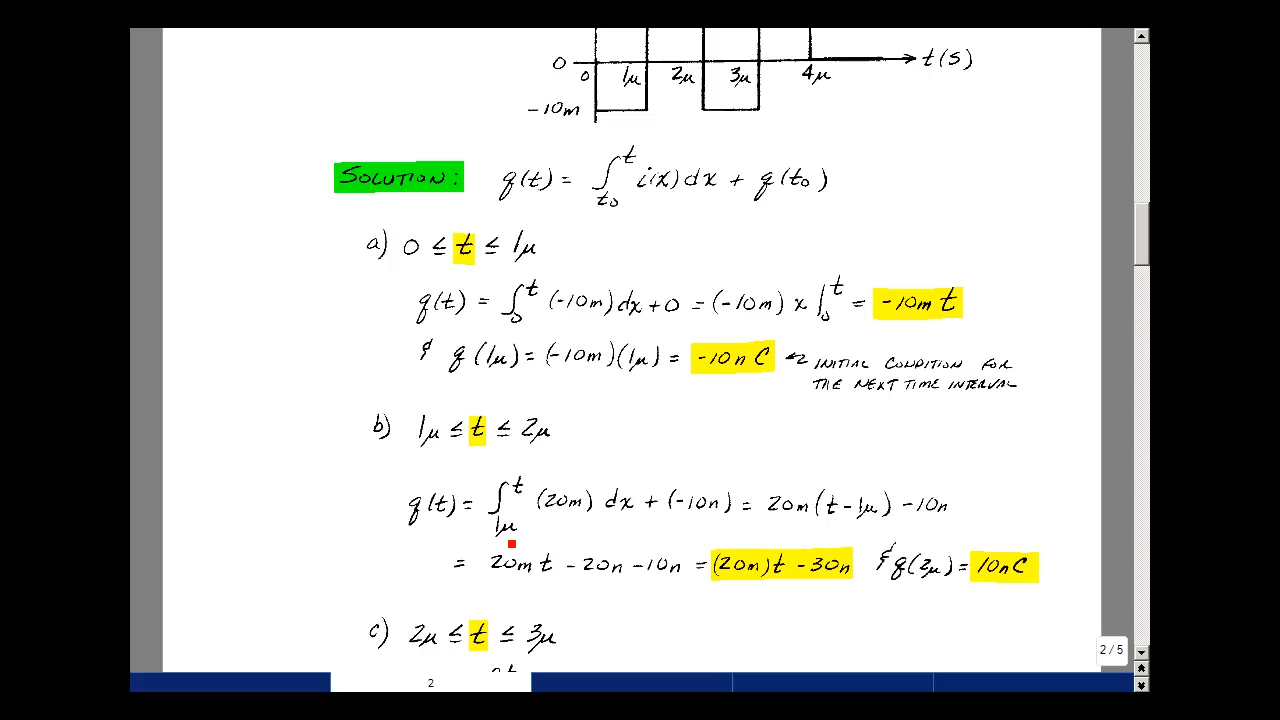 0 t(s)
0 1μ 2μ 3μ 4μ
-10m
SOLUTION: q(t) = ∫_{t0}^{t} i(x)dx + q(t0)
a) 0 ≤ t ≤ 1μ
q(t) = ∫_0^t (-10m)dx+0 = (-10m) x |_0^t = -10m t
& q(1μ) = (-10m)(1μ) = -10n C ← INITIAL CONDITION FOR
THE NEXT TIME INTERVAL
b) 1μ ≤ t ≤ 2μ
q(t) = ∫_{1μ}^t (20m) dx + (-10n) = 20m(t - 1μ) - 10n
= 20m t - 20n - 10n = (20m)t - 30n & q(2μ) = 10n C
c) 2μ ≤ t ≤ 3μ
2 / 5
2